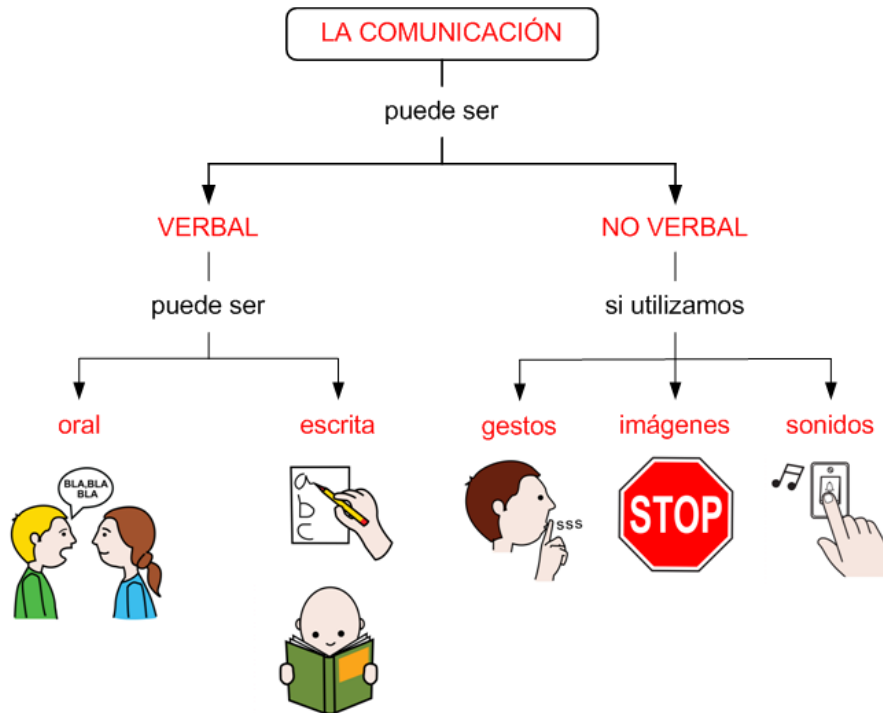 LA COMUNICACIÓN
puede ser
VERBAL
NO VERBAL
puede ser
si utilizamos
oral
escrita
gestos
imágenes
sonidos
BLA,BLA
BLA
a
b
c
sss
STOP